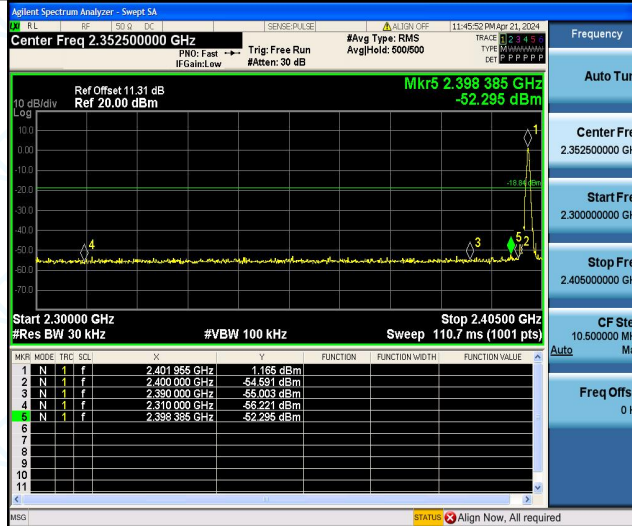 Agilent Spectrum Analyzer - Swept SA
RL RF 50 Ω DC SENSE:PULSE ALIGN OFF 11:45:52 PM Apr 21, 2024
Center Freq 2.352500000 GHz
PNO: Fast
IFGain:Low
Trig: Free Run
#Atten: 30 dB
#Avg Type: RMS
Avg|Hold: 500/500
TRACE 1 2 3 4 5 6
TYPE MWWWWW
DET P P P P P P
Ref Offset 11.31 dB
10 dB/div Ref 20.00 dBm
Log
Mkr5 2.398 385 GHz
-52.295 dBm
10.0
0.00
-10.0
-20.0
-30.0
-40.0
-50.0
-60.0
-70.0
1
-18.84 dBm
4
3
5
2
Start 2.30000 GHz Stop 2.40500 GHz
#Res BW 30 kHz #VBW 100 kHz Sweep 110.7 ms (1001 pts)
MKR MODE TRC SCL X Y FUNCTION FUNCTION WIDTH FUNCTION VALUE
1 N 1 f 2.401 955 GHz 1.165 dBm
2 N 1 f 2.400 000 GHz -54.591 dBm
3 N 1 f 2.390 000 GHz -55.003 dBm
4 N 1 f 2.310 000 GHz -56.221 dBm
5 N 1 f 2.398 385 GHz -52.295 dBm
6
7
8
9
10
11
MSG STATUS Align Now, All required
Frequency
Auto Tun
Center Fre
2.352500000 GH
Start Fre
2.300000000 GH
Stop Fre
2.405000000 GH
CF Ste
10.500000 MH
Auto Ma
Freq Offs
0 H